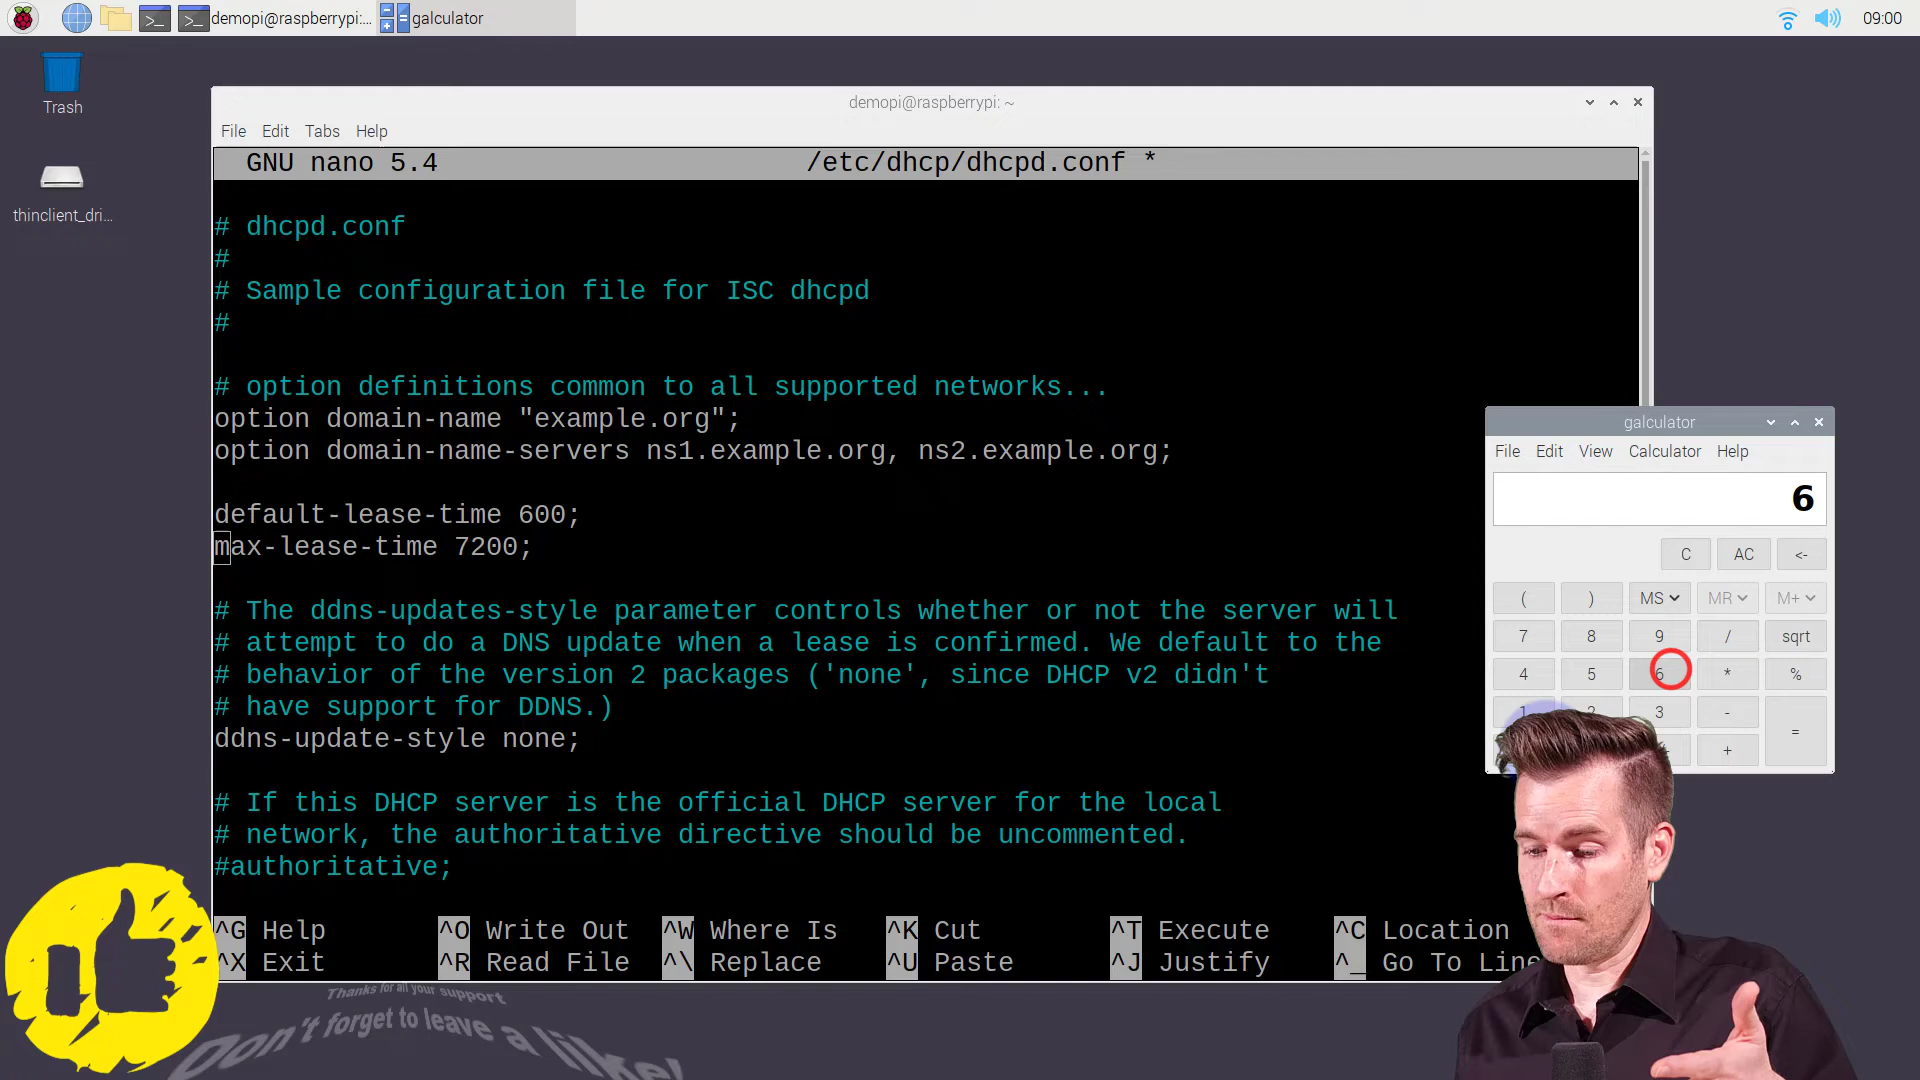 demopi@raspberrypi:...
galculator
09:00
Trash
thinclient_dri...
demopi@raspberrypi: ~
File Edit Tabs Help
GNU nano 5.4 /etc/dhcp/dhcpd.conf *
# dhcpd.conf
#
# Sample configuration file for ISC dhcpd
#
# option definitions common to all supported networks...
option domain-name "example.org";
option domain-name-servers ns1.example.org, ns2.example.org;
default-lease-time 600;
max-lease-time 7200;
# The ddns-updates-style parameter controls whether or not the server will
# attempt to do a DNS update when a lease is confirmed. We default to the
# behavior of the version 2 packages ('none', since DHCP v2 didn't
# have support for DDNS.)
ddns-update-style none;
# If this DHCP server is the official DHCP server for the local
# network, the authoritative directive should be uncommented.
#authoritative;
^G Help ^O Write Out ^W Where Is ^K Cut ^T Execute ^C Location
^X Exit ^R Read File ^\ Replace ^U Paste ^J Justify ^_ Go To Line
galculator
File Edit View Calculator Help
6
C AC <-
( ) MS MR M+
7 8 9 / sqrt
4 5 6 * %
1 2 3 - =
+
Thanks for all your support
Don't forget to leave a like!